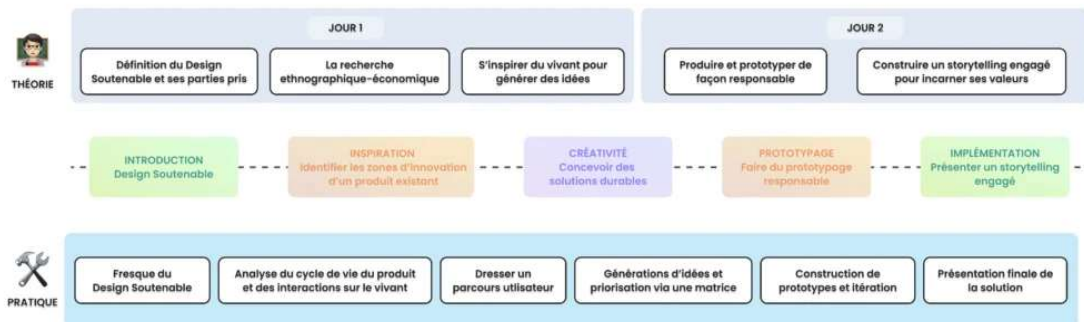 JOUR 1
JOUR 2
THÉORIE
Définition du Design
Soutenable et ses parties pris
La recherche
ethnographique-économique
S'inspirer du vivant pour
générer des idées
Produire et prototyper de
façon responsable
Construire un storytelling engagé
pour incarner ses valeurs
INTRODUCTION
Design Soutenable
INSPIRATION
Identifier les zones d'innovation
d'un produit existant
CRÉATIVITÉ
Concevoir des
solutions durables
PROTOTYPAGE
Faire du prototypage
responsable
IMPLÉMENTATION
Présenter un storytelling
engagé
PRATIQUE
Fresque du
Design Soutenable
Analyse du cycle de vie du produit
et des interactions sur le vivant
Dresser un
parcours utlisateur
Générations d'idées et
priorisation via une matrice
Construction de
prototypes et itération
Présentation finale de
la solution